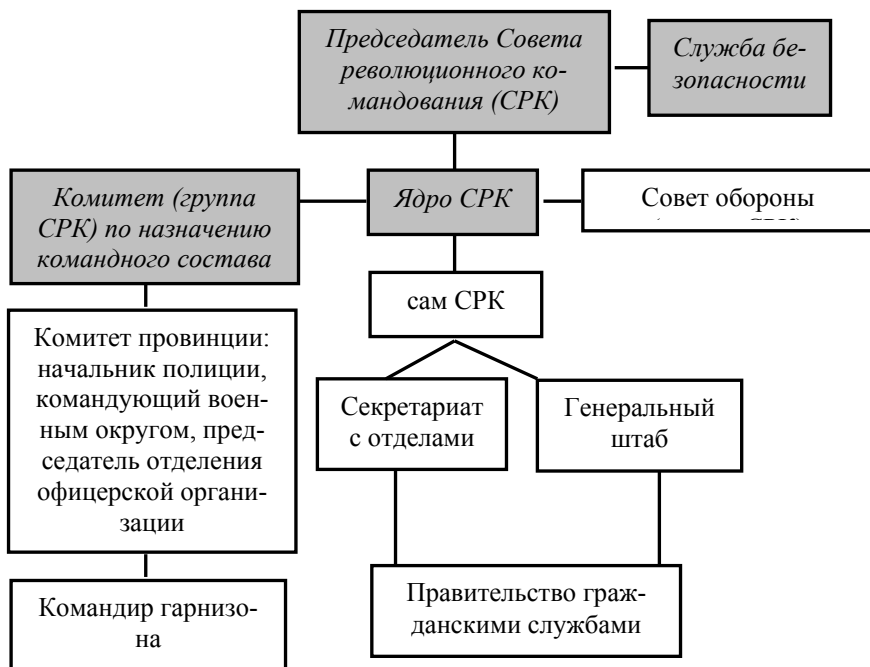 Председатель Совета
революционного ко-
мандования (СРК)
Служба бе-
зопасности
Комитет (группа
СРК) по назначению
командного состава
Ядро СРК
Совет обороны
сам СРК
Комитет провинции:
начальник полиции,
командующий воен-
ным округом, пред-
седатель отделения
офицерской органи-
зации
Секретариат
с отделами
Генеральный
штаб
Командир гарнизо-
на
Правительство граж-
данскими службами